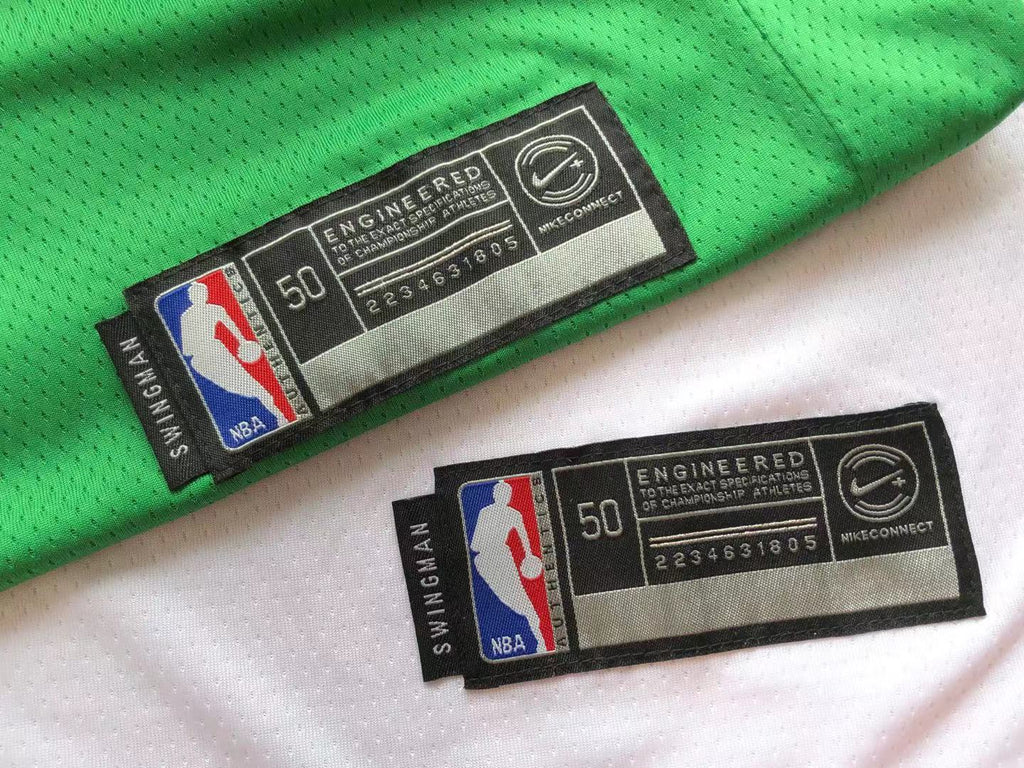 SWINGMAN
NBA
AUTHENTICS
50
ENGINEERED
TO THE EXACT SPECIFICATIONS
OF CHAMPIONSHIP ATHLETES
2234631805
NIKECONNECT
SWINGMAN
NBA
AUTHENTICS
50
ENGINEERED
TO THE EXACT SPECIFICATIONS
OF CHAMPIONSHIP ATHLETES
2234631805
NIKECONNECT